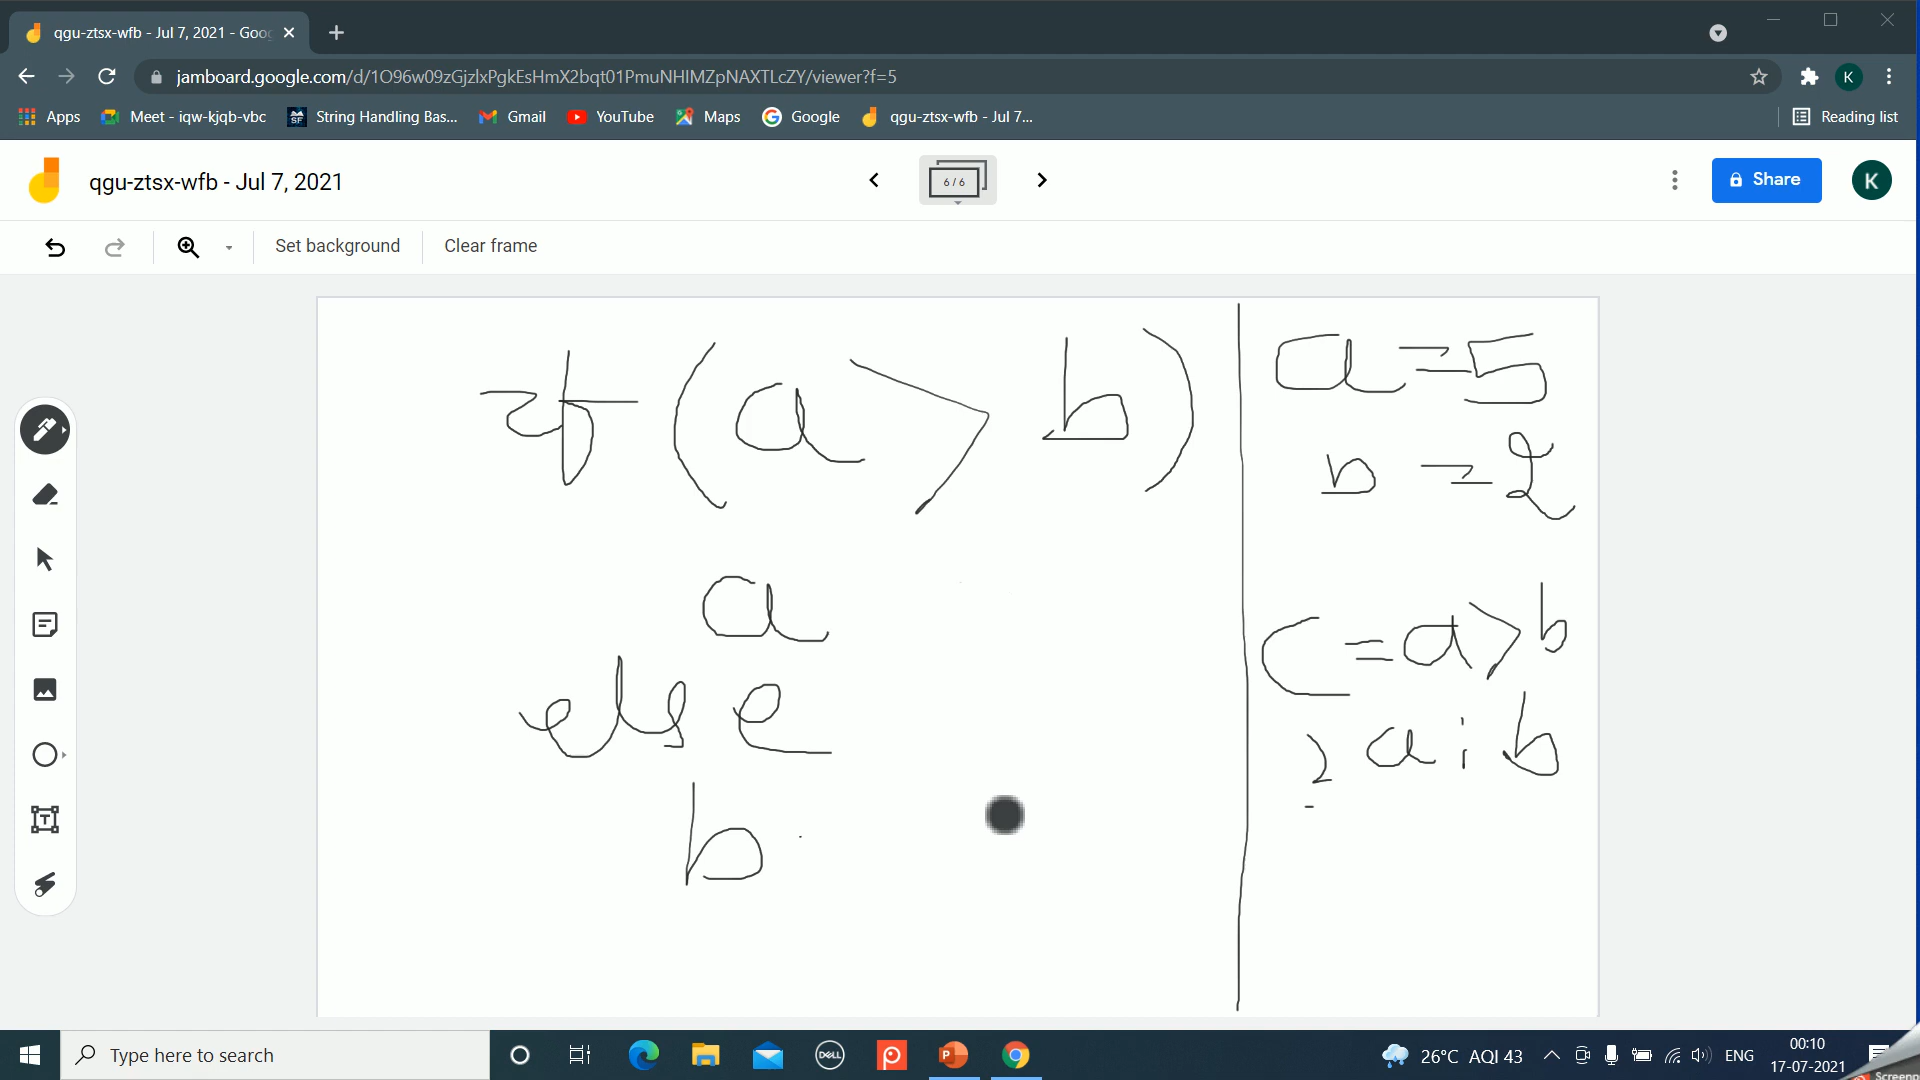 qgu-ztsx-wfb - Jul 7, 2021 - Goo
jamboard.google.com/d/1O96w09zGjzlxPgkEsHmX2bqt01PmuNHIMZpNAXTLcZY/viewer?f=5
K
Apps
Meet - iqw-kjqb-vbc
String Handling Bas...
Gmail
YouTube
Maps
Google
qgu-ztsx-wfb - Jul 7...
Reading list
qgu-ztsx-wfb - Jul 7, 2021
6 / 6
Share
K
Set background
Clear frame
if (a > b)
a
else
b
a = 5
b = 2
c = a > b
? a : b
Type here to search
DELL
26°C AQI 43
ENG
00:10
17-07-2021